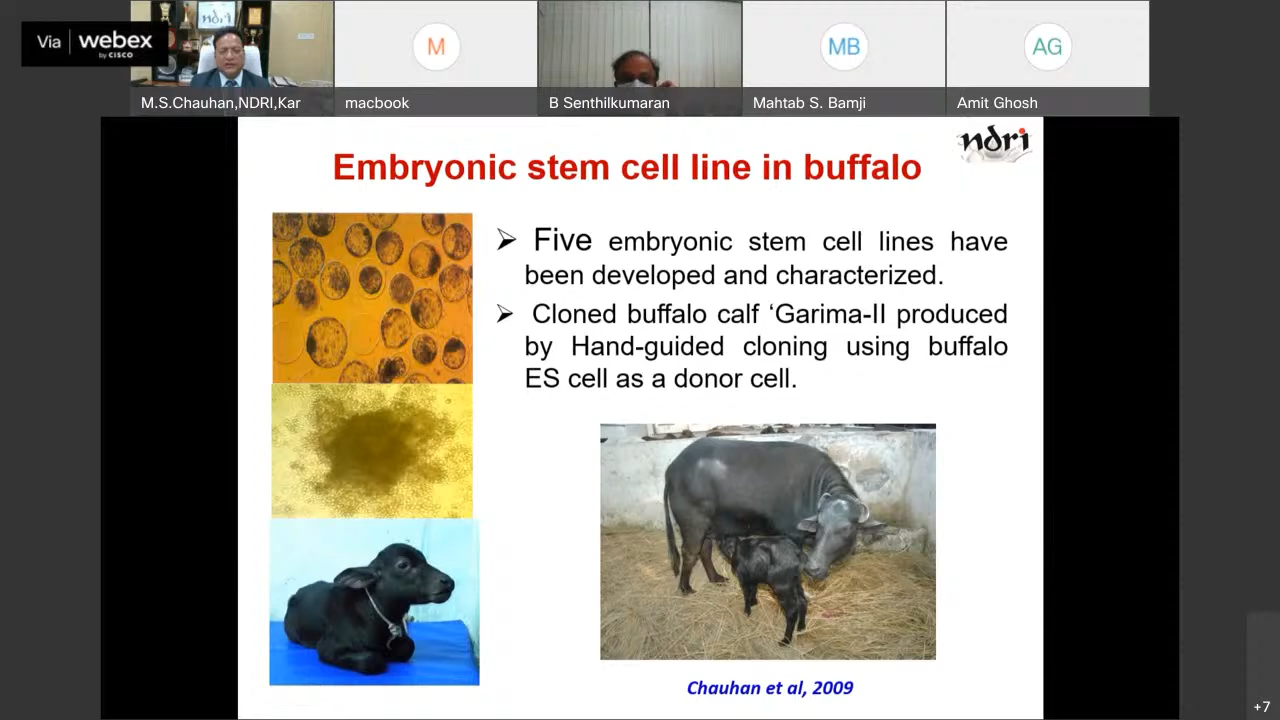 Via webex
by CISCO
M.S.Chauhan,NDRI,Kar
M
macbook
B Senthilkumaran
MB
Mahtab S. Bamji
AG
Amit Ghosh
ndri
Embryonic stem cell line in buffalo
➢ Five embryonic stem cell lines have
been developed and characterized.
➢ Cloned buffalo calf ‘Garima-II produced
by Hand-guided cloning using buffalo
ES cell as a donor cell.
Chauhan et al, 2009
+7